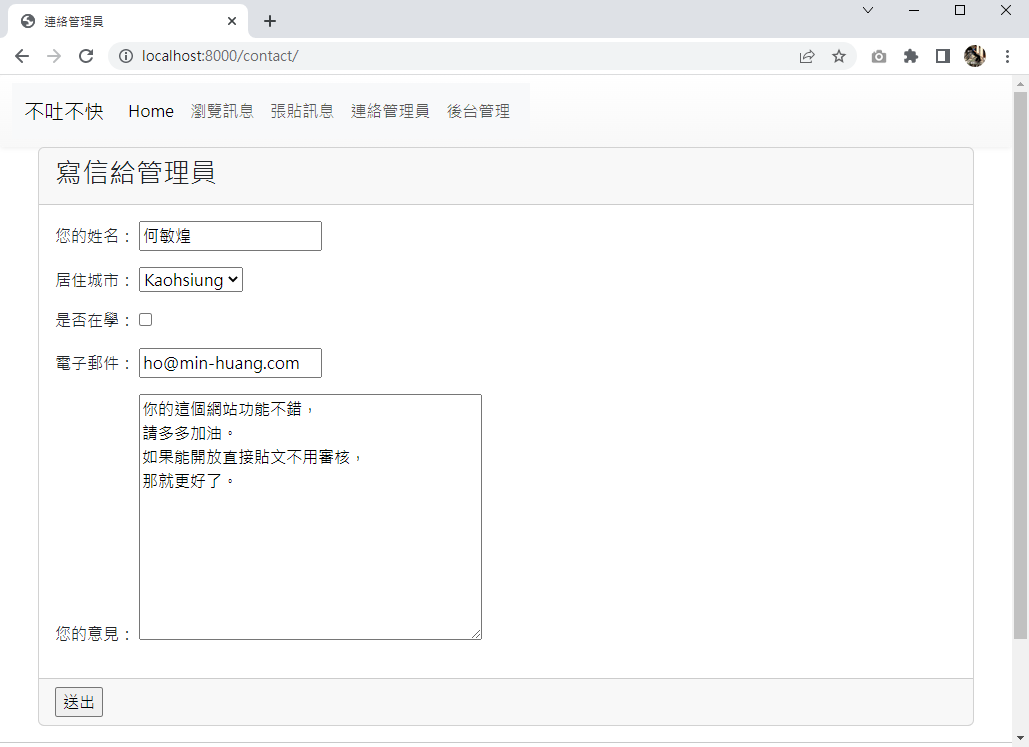 連絡管理員
localhost:8000/contact/
不吐不快 Home 瀏覽訊息 張貼訊息 連絡管理員 後台管理
寫信給管理員
您的姓名： 何敏煌
居住城市： Kaohsiung
是否在學：
電子郵件： ho@min-huang.com
你的這個網站功能不錯，
請多多加油。
如果能開放直接貼文不用審核，
那就更好了。
您的意見：
送出